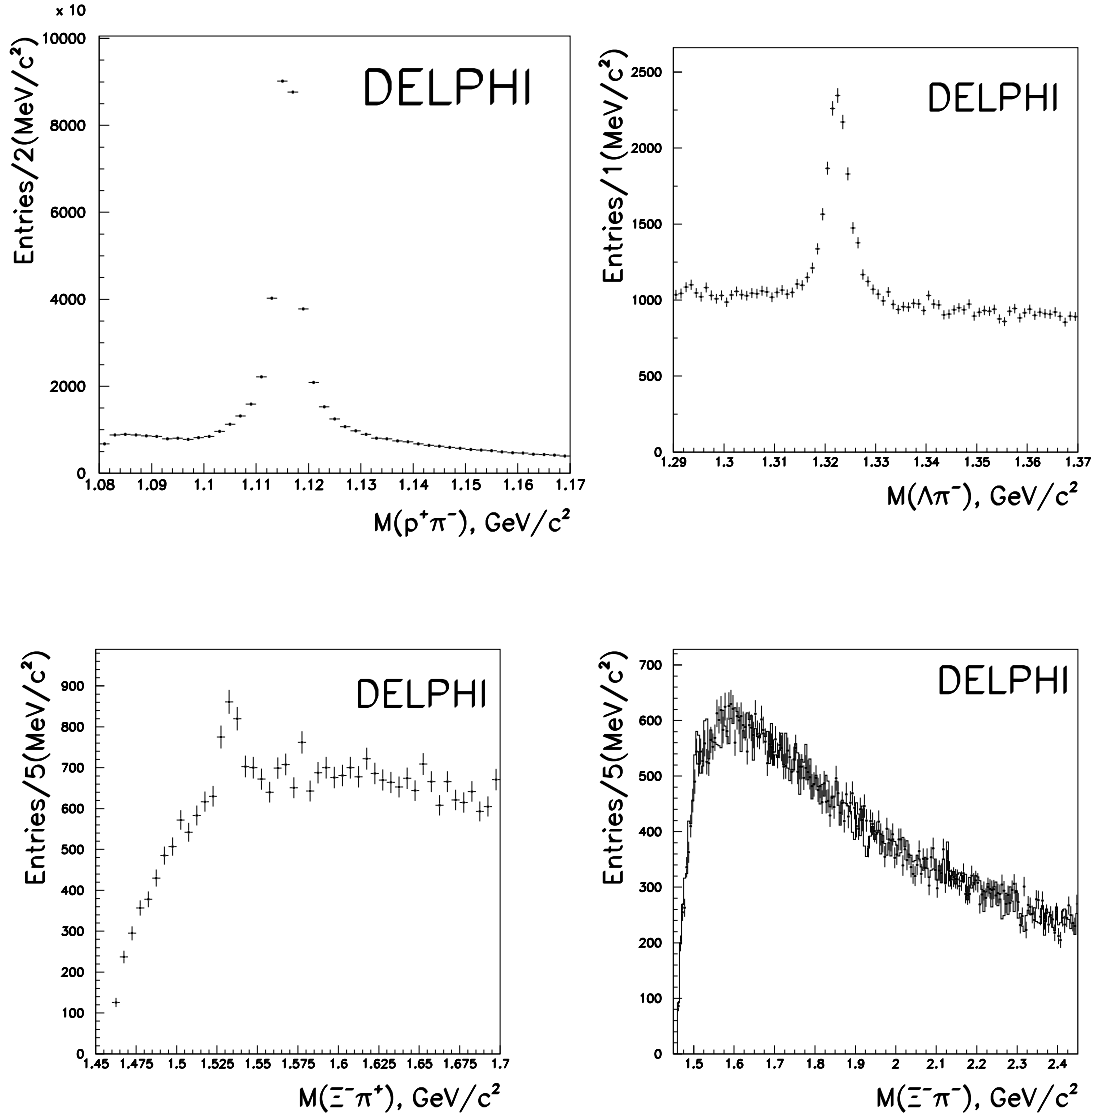 x 10
Entries/2(MeV/c²)
DELPHI
10000
8000
6000
4000
2000
0
1.08 1.09 1.1 1.11 1.12 1.13 1.14 1.15 1.16 1.17
M(p⁺π⁻), GeV/c²
Entries/1(MeV/c²)
DELPHI
2500
2000
1500
1000
500
0
1.29 1.3 1.31 1.32 1.33 1.34 1.35 1.36 1.37
M(Λπ⁻), GeV/c²
Entries/5(MeV/c²)
DELPHI
900
800
700
600
500
400
300
200
100
0
1.45 1.475 1.5 1.525 1.55 1.575 1.6 1.625 1.65 1.675 1.7
M(Ξ⁻π⁺), GeV/c²
Entries/5(MeV/c²)
DELPHI
700
600
500
400
300
200
100
0
1.5 1.6 1.7 1.8 1.9 2 2.1 2.2 2.3 2.4
M(Ξ⁻π⁻), GeV/c²